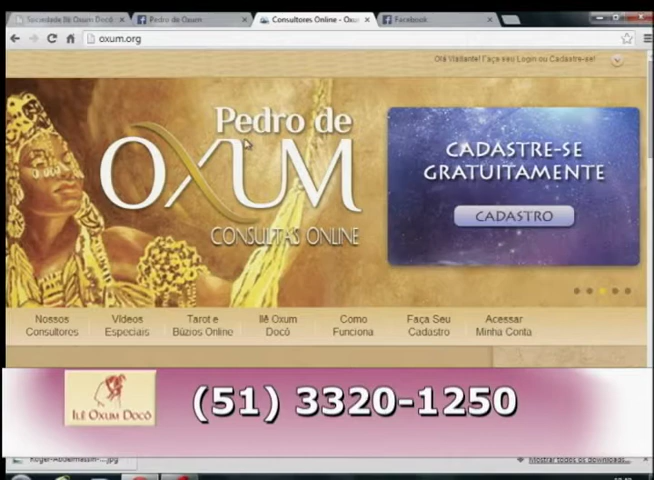 Sociedade Ilê Oxum Docô
Pedro de Oxum
Consultores Online - Oxu
Facebook
oxum.org
Olá Visitante! Faça seu Login ou Cadastre-se!
Pedro de
OXUM
CONSULTAS ONLINE
CADASTRE-SE
GRATUITAMENTE
CADASTRO
Nossos Consultores
Vídeos Especiais
Tarot e Búzios Online
Ilê Oxum Docô
Como Funciona
Faça Seu Cadastro
Acessar Minha Conta
ILÊ OXUM DOCÔ
(51) 3320-1250
Mostrar todos os downloads...